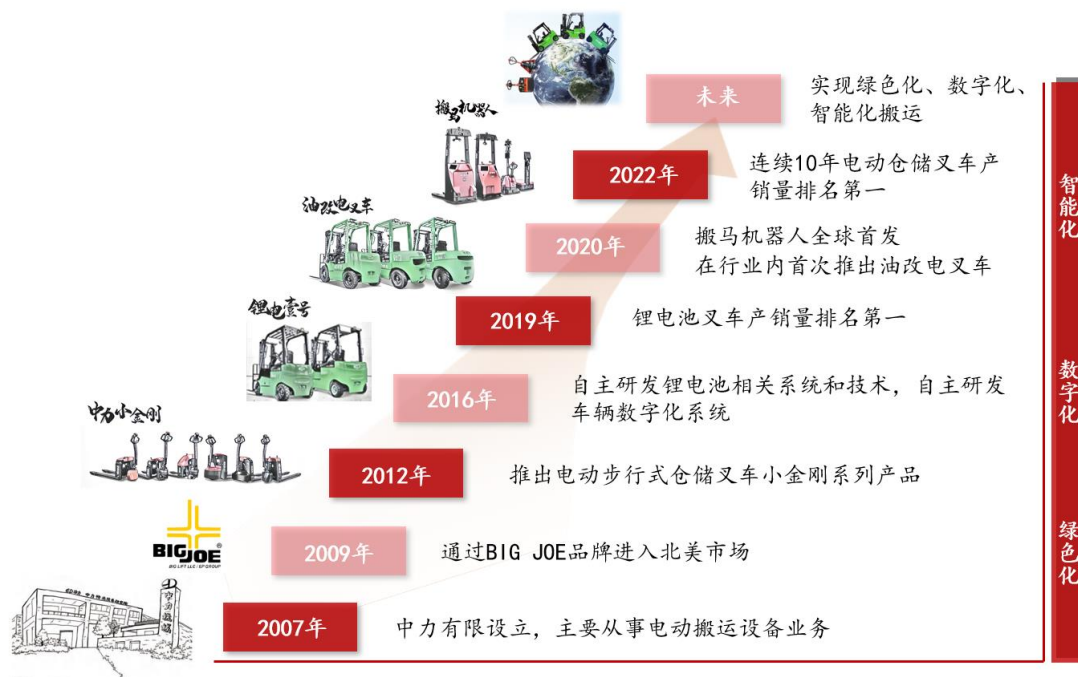 未来
实现绿色化、数字化、
智能化搬运
搬马机器人
2022年
连续10年电动仓储叉车产
销量排名第一
油改电叉车
2020年
搬马机器人全球首发
在行业内首次推出油改电叉车
锂电壹号
2019年
锂电池叉车产销量排名第一
2016年
自主研发锂电池相关系统和技术，自主研发
车辆数字化系统
中力小金刚
2012年
推出电动步行式仓储叉车小金刚系列产品
BIG JOE
BIG LIFT LLC / EP GROUP
2009年
通过BIG JOE品牌进入北美市场
2007年
中力有限设立，主要从事电动搬运设备业务
智能化
数字化
绿色化